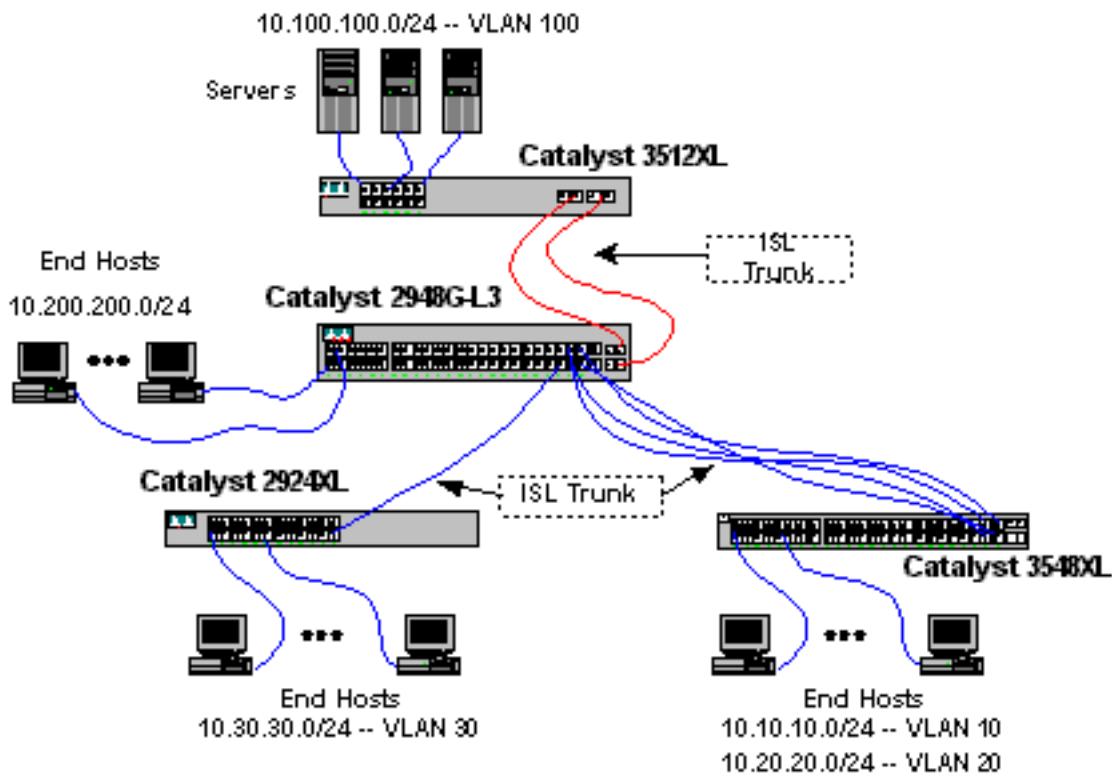 10.100.100.0/24 -- VLAN 100
Servers
Catalyst 3512XL
ISL
Trunk
End Hosts
10.200.200.0/24
Catalyst 2948G-L3
Catalyst 2924XL
ISL Trunk
Catalyst 3548XL
End Hosts
10.30.30.0/24 -- VLAN 30
End Hosts
10.10.10.0/24 -- VLAN 10
10.20.20.0/24 -- VLAN 20